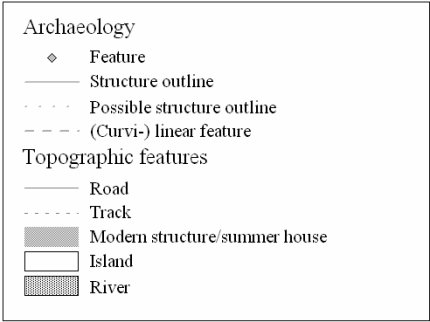 Archaeology
Feature
Structure outline
Possible structure outline
(Curvi-) linear feature
Topographic features
Road
Track
Modern structure/summer house
Island
River